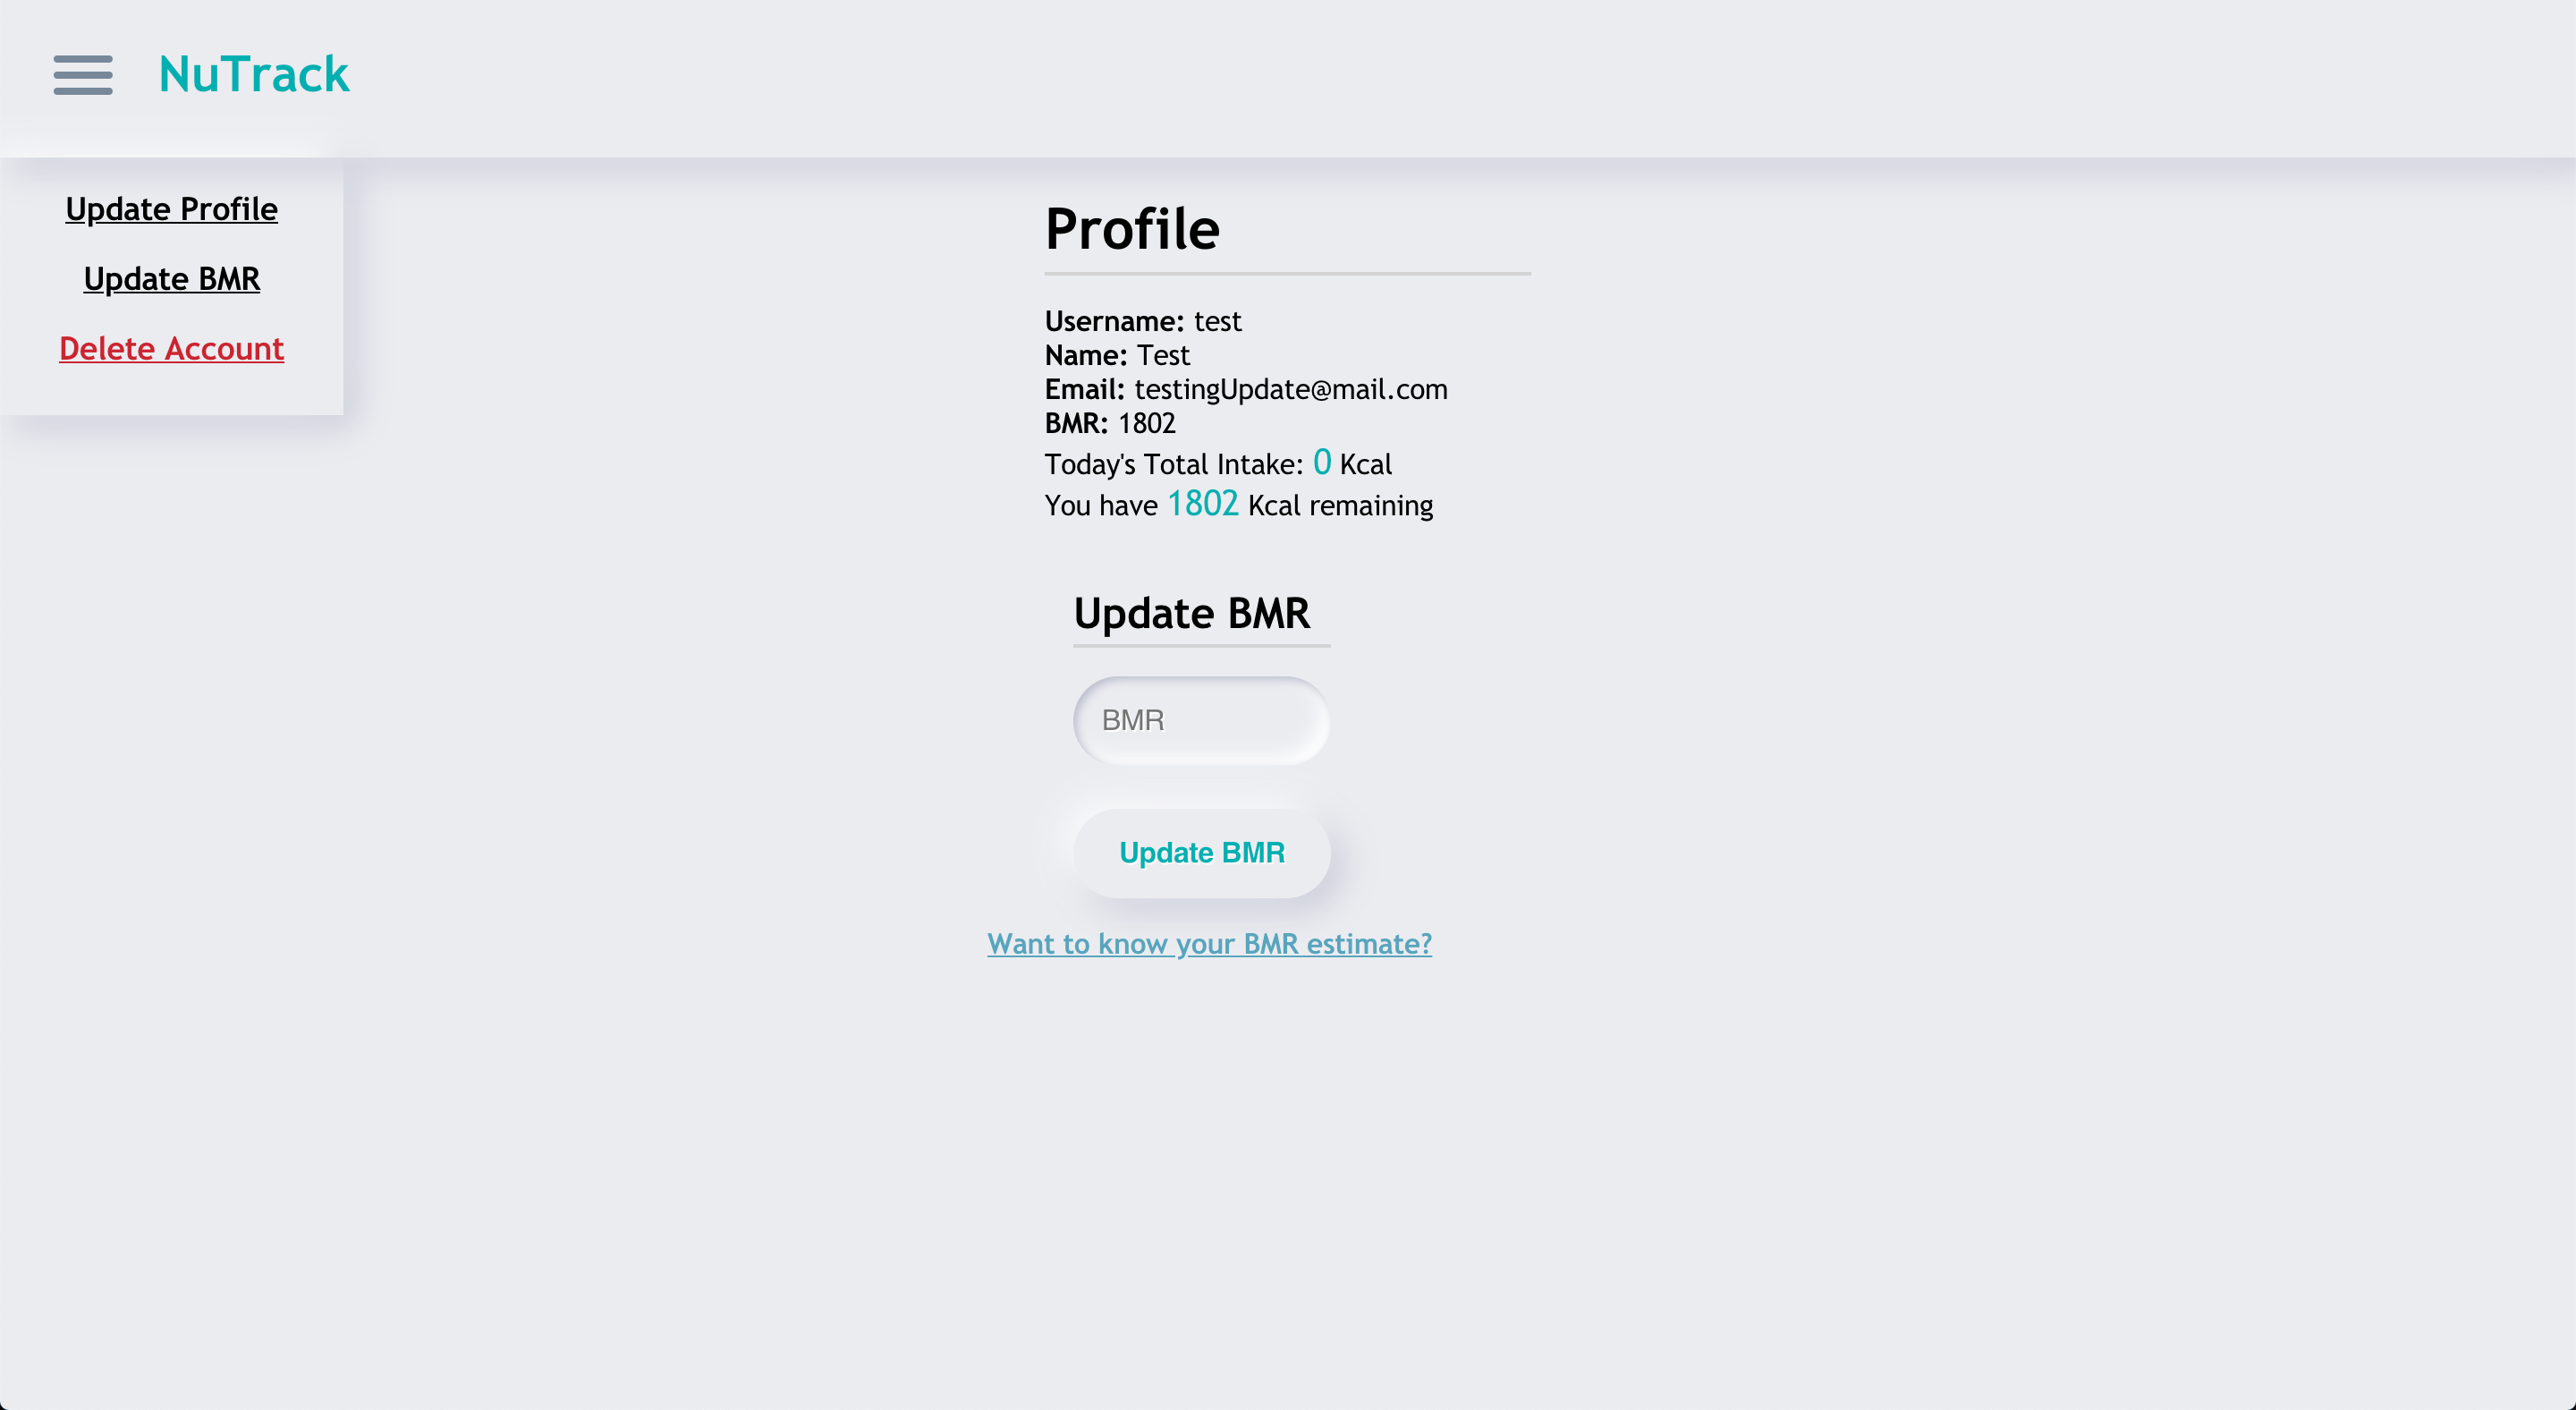 NuTrack
Update Profile
Update BMR
Delete Account
Profile
Username: test
Name: Test
Email: testingUpdate@mail.com
BMR: 1802
Today's Total Intake: 0 Kcal
You have 1802 Kcal remaining
Update BMR
BMR
Update BMR
Want to know your BMR estimate?